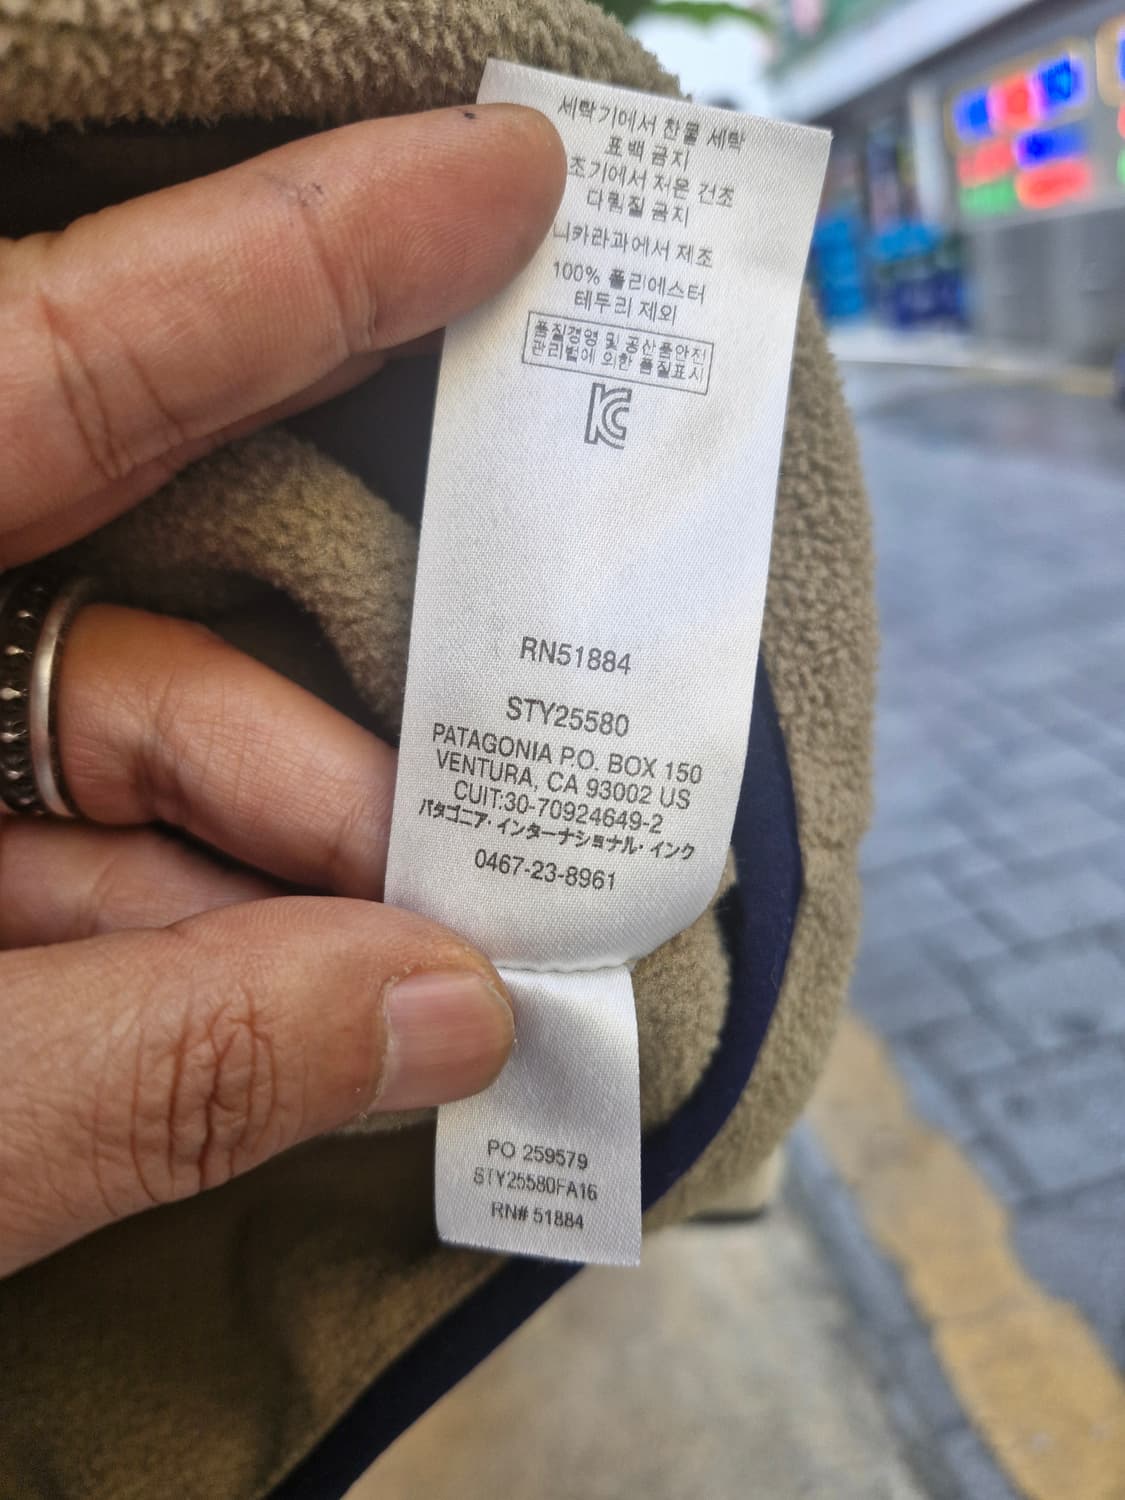 세탁기에서 찬물 세탁
표백 금지
조기에서 저온 건조
다림질 금지
니카라과에서 제조
100% 폴리에스터
테두리 제외
품질경영 및 공산품안전
관리법에 의한 품질표시
RN51884
STY25580
PATAGONIA P.O. BOX 150
VENTURA, CA 93002 US
CUIT:30-70924649-2
パタゴニア・インターナショナル・インク
0467-23-8961
PO 259579
STY25580FA16
RN# 51884